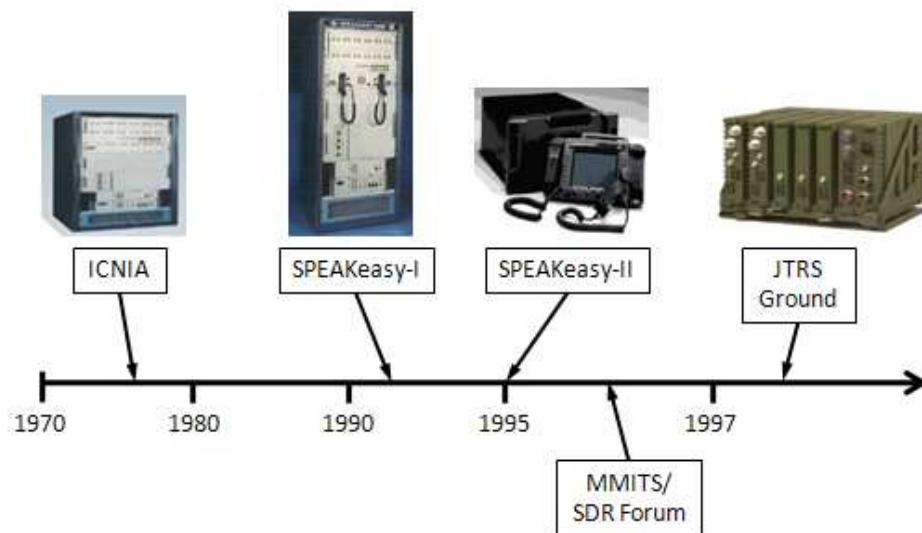 ICNIA
SPEAKeasy-I
SPEAKeasy-II
JTRS
Ground
1970
1980
1990
1995
1997
MMITS/
SDR Forum